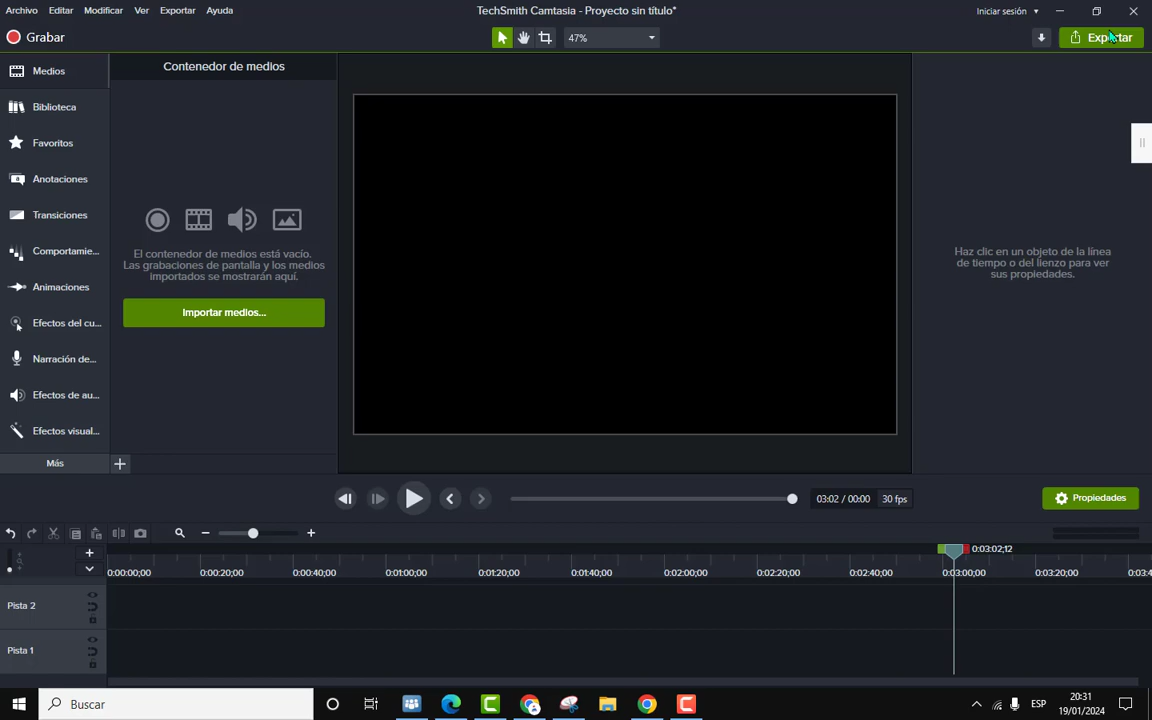 Archivo Editar Modificar Ver Exportar Ayuda
TechSmith Camtasia - Proyecto sin título*
Iniciar sesión
Grabar
47%
Exportar
Medios
Contenedor de medios
Biblioteca
Favoritos
Anotaciones
Transiciones
Comportamie...
Animaciones
Efectos del cu...
Narración de...
Efectos de au...
Efectos visual...
Más
El contenedor de medios está vacío.
Las grabaciones de pantalla y los medios
importados se mostrarán aquí.
Importar medios...
Haz clic en un objeto de la línea
de tiempo o del lienzo para ver
sus propiedades.
03:02 / 00:00 30 fps
Propiedades
0:03:02;12
0:00:00;00 0:00:20;00 0:00:40;00 0:01:00;00 0:01:20;00 0:01:40;00 0:02:00;00 0:02:20;00 0:02:40;00 0:03:00;00 0:03:20;00 0:03:4
Pista 2
Pista 1
Buscar
ESP
20:31
19/01/2024